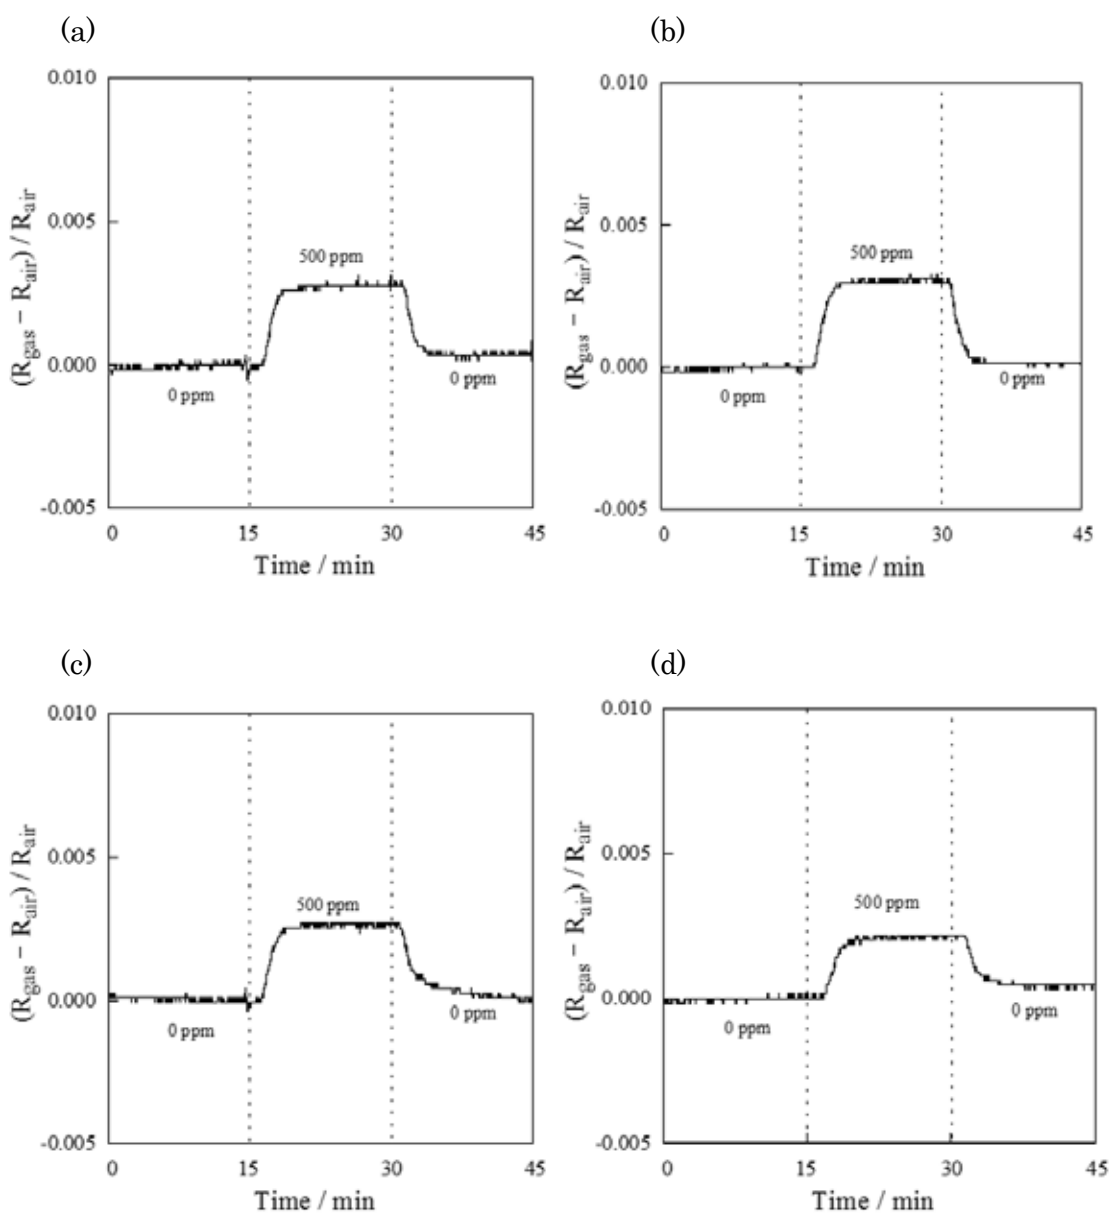 (a)
0.010
0.005
0.000
-0.005
(Rgas − Rair) / Rair
500 ppm
0 ppm
0 ppm
0
15
30
45
Time / min
(b)
0.010
0.005
0.000
-0.005
(Rgas − Rair) / Rair
500 ppm
0 ppm
0 ppm
0
15
30
45
Time / min
(c)
0.010
0.005
0.000
-0.005
(Rgas − Rair) / Rair
500 ppm
0 ppm
0 ppm
0
15
30
45
Time / min
(d)
0.010
0.005
0.000
-0.005
(Rgas − Rair) / Rair
500 ppm
0 ppm
0 ppm
0
15
30
45
Time / min